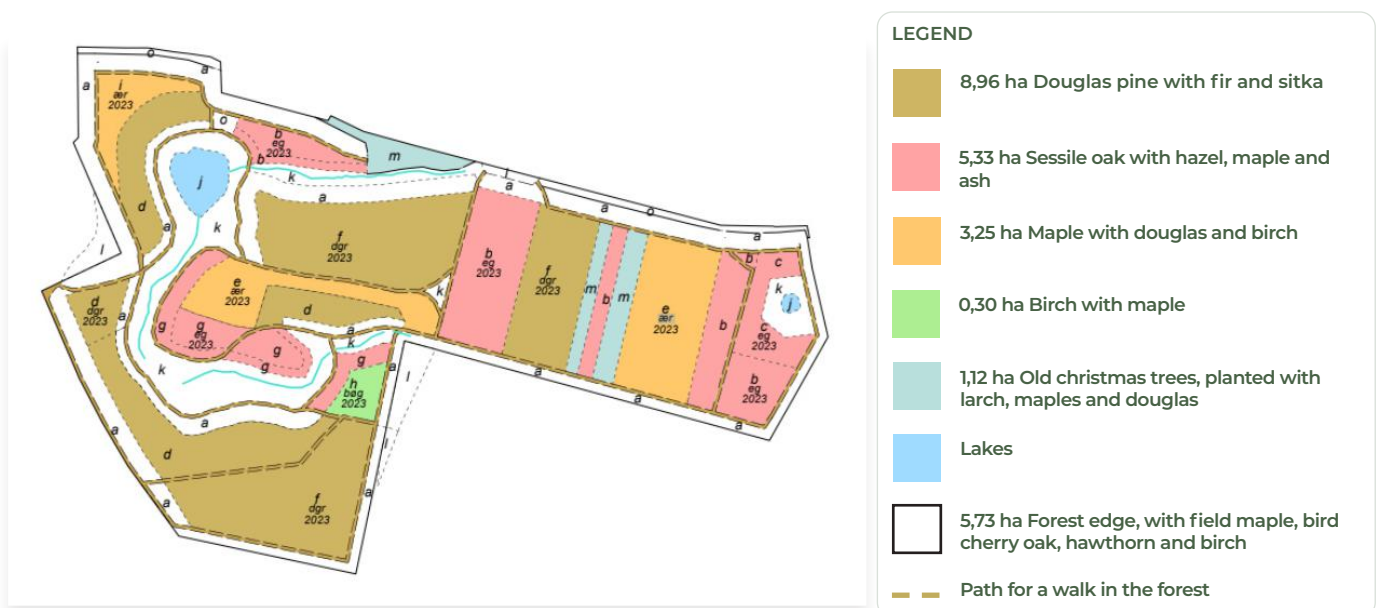 o
a
a
i
ær
2023
o
b
eg
2023
b
m
j
k
l
a
a
a
o
a
d
a
k
f
dgr
2023
b
eg
2023
f
dgr
2023
b
c
k
j
l
e
ær
2023
k
m
b
m
e
ær
2023
b
c
eg
2023
d
dgr
2023
a
d
g
g
eg
2023
a
k
g
g
g
a
l
k
h
bøg
2023
b
eg
2023
a
a
a
a
a
d
l
a
f
dgr
2023
a
LEGEND
8,96 ha Douglas pine with fir and sitka
5,33 ha Sessile oak with hazel, maple and
ash
3,25 ha Maple with douglas and birch
0,30 ha Birch with maple
1,12 ha Old christmas trees, planted with
larch, maples and douglas
Lakes
5,73 ha Forest edge, with field maple, bird
cherry oak, hawthorn and birch
Path for a walk in the forest